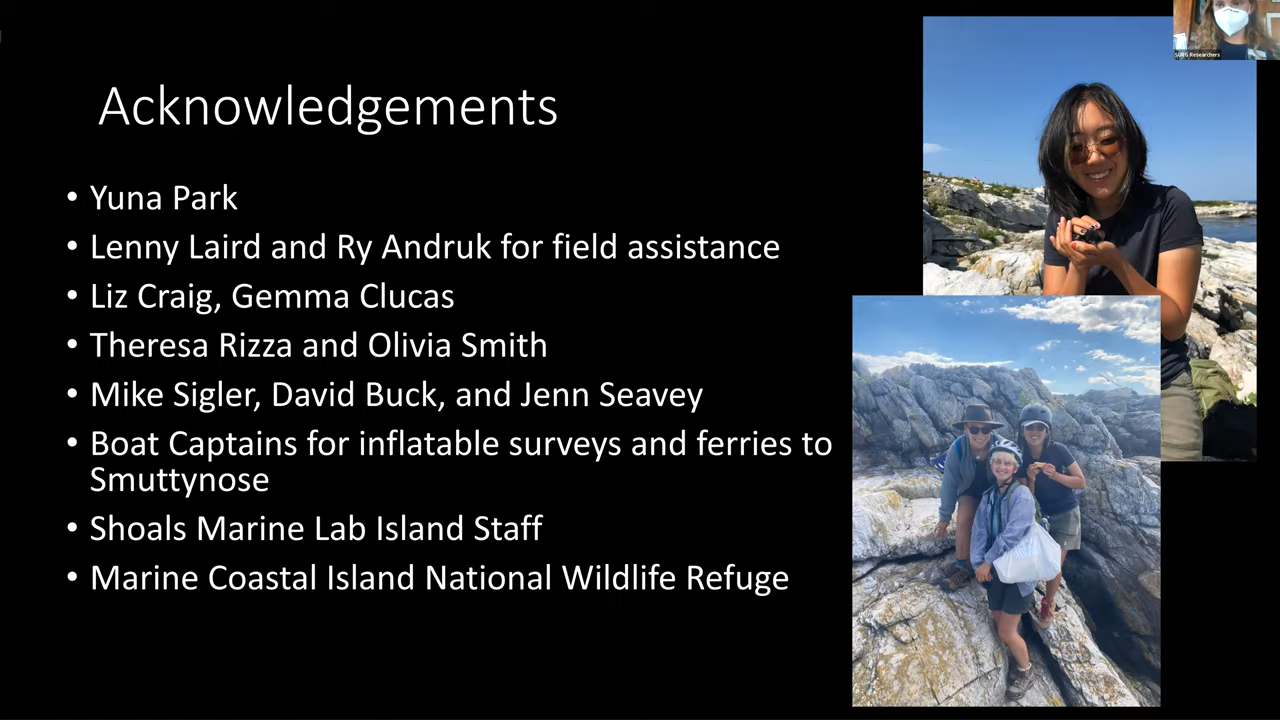 Acknowledgements
• Yuna Park
• Lenny Laird and Ry Andruk for field assistance
• Liz Craig, Gemma Clucas
• Theresa Rizza and Olivia Smith
• Mike Sigler, David Buck, and Jenn Seavey
• Boat Captains for inflatable surveys and ferries to
Smuttynose
• Shoals Marine Lab Island Staff
• Marine Coastal Island National Wildlife Refuge
SURG Researchers